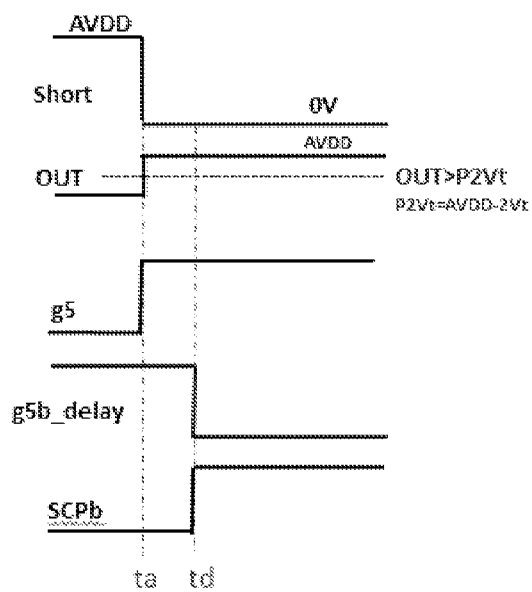 AVDD
Short
0V
AVDD
OUT
OUT>P2Vt
P2Vt=AVDD-2Vt
g5
g5b_delay
SCPb
ta
td